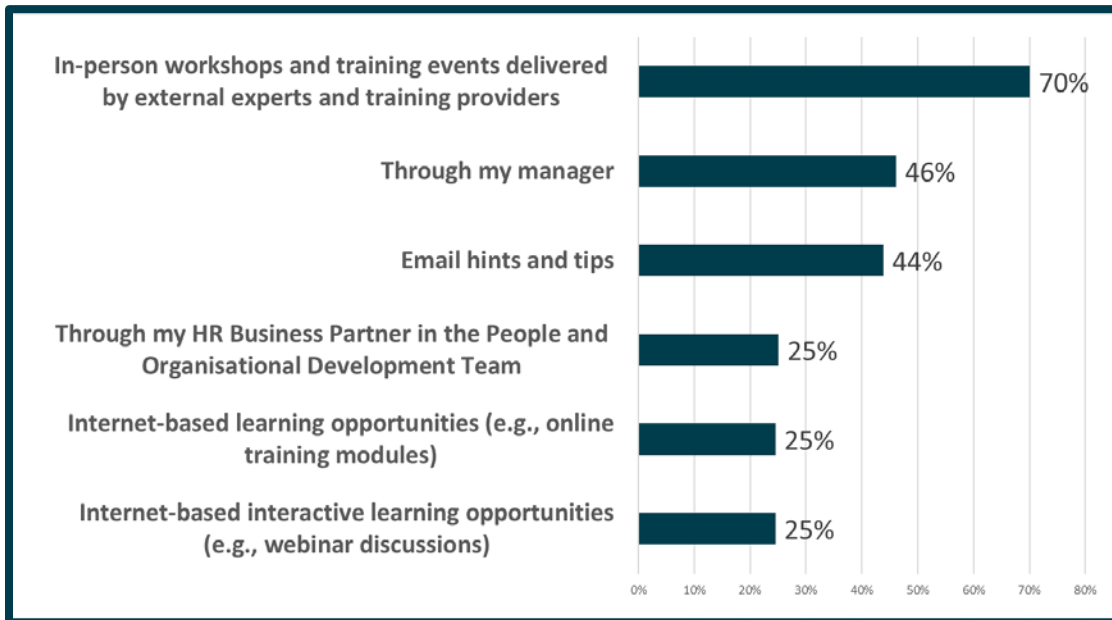 In-person workshops and training events delivered
by external experts and training providers
70%
Through my manager
46%
Email hints and tips
44%
Through my HR Business Partner in the People and
Organisational Development Team
25%
Internet-based learning opportunities (e.g., online
training modules)
25%
Internet-based interactive learning opportunities
(e.g., webinar discussions)
25%
0% 10% 20% 30% 40% 50% 60% 70% 80%